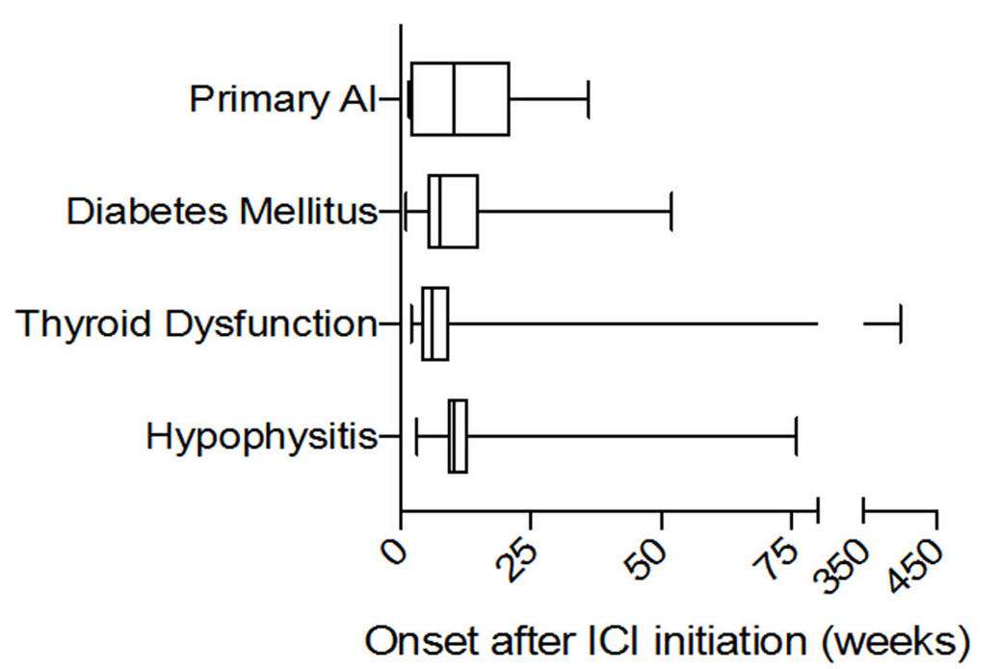 Primary AI
Diabetes Mellitus
Thyroid Dysfunction
Hypophysitis
0 25 50 75 350 450
Onset after ICI initiation (weeks)